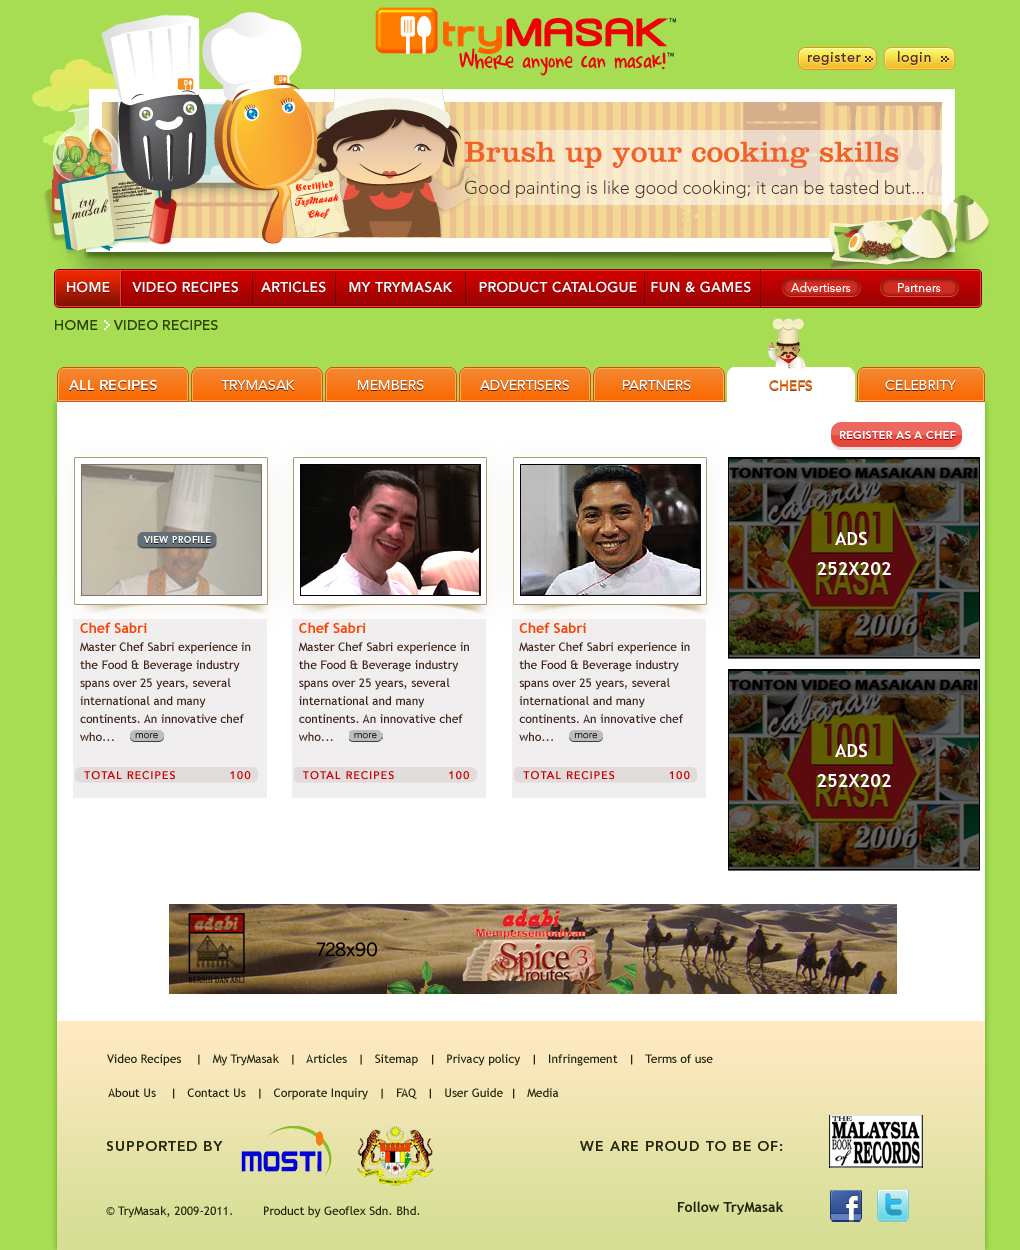 tryMASAK™
Where anyone can masak!™
register
login
Brush up your cooking skills
Good painting is like good cooking; it can be tasted but...
try
masak
Certified
TryMasak
Chef
HOME VIDEO RECIPES ARTICLES MY TRYMASAK PRODUCT CATALOGUE FUN & GAMES Advertisers Partners
HOME VIDEO RECIPES
ALL RECIPES TRYMASAK MEMBERS ADVERTISERS PARTNERS CHEFS CELEBRITY
REGISTER AS A CHEF
VIEW PROFILE
Chef Sabri
Master Chef Sabri experience in
the Food & Beverage industry
spans over 25 years, several
international and many
continents. An innovative chef
who... more
TOTAL RECIPES 100
Chef Sabri
Master Chef Sabri experience in
the Food & Beverage industry
spans over 25 years, several
international and many
continents. An innovative chef
who... more
TOTAL RECIPES 100
Chef Sabri
Master Chef Sabri experience in
the Food & Beverage industry
spans over 25 years, several
international and many
continents. An innovative chef
who... more
TOTAL RECIPES 100
TONTON VIDEO MASAKAN DARI
cabaran
1001
ADS
252X202
RASA
2006
TONTON VIDEO MASAKAN DARI
cabaran
1001
ADS
252X202
RASA
2006
adabi
BERSIH DAN ASLI
728x90
adabi
Mempersembahkan
Spice 3
routes
Video Recipes | My TryMasak | Articles | Sitemap | Privacy policy | Infringement | Terms of use
About Us | Contact Us | Corporate Inquiry | FAQ | User Guide | Media
SUPPORTED BY
MOSTI
WE ARE PROUD TO BE OF:
THE
MALAYSIA
BOOK of RECORDS
© TryMasak, 2009-2011. Product by Geoflex Sdn. Bhd.
Follow TryMasak
f
t